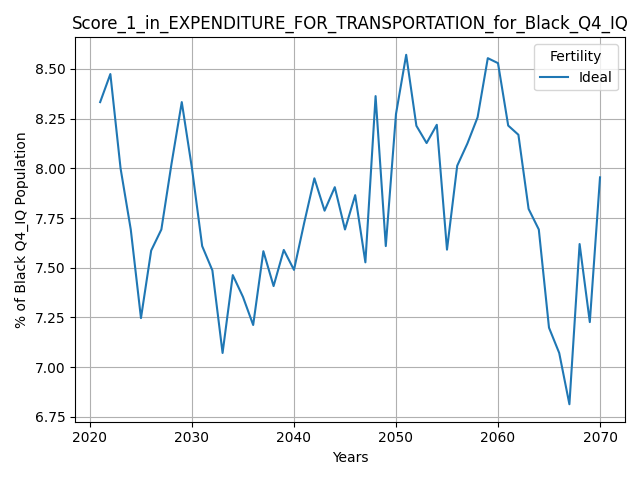 Score_1_in_EXPENDITURE_FOR_TRANSPORTATION_for_Black_Q4_IQ
Fertility
Ideal
8.50
8.25
8.00
7.75
7.50
7.25
7.00
6.75
% of Black Q4_IQ Population
2020 2030 2040 2050 2060 2070
Years